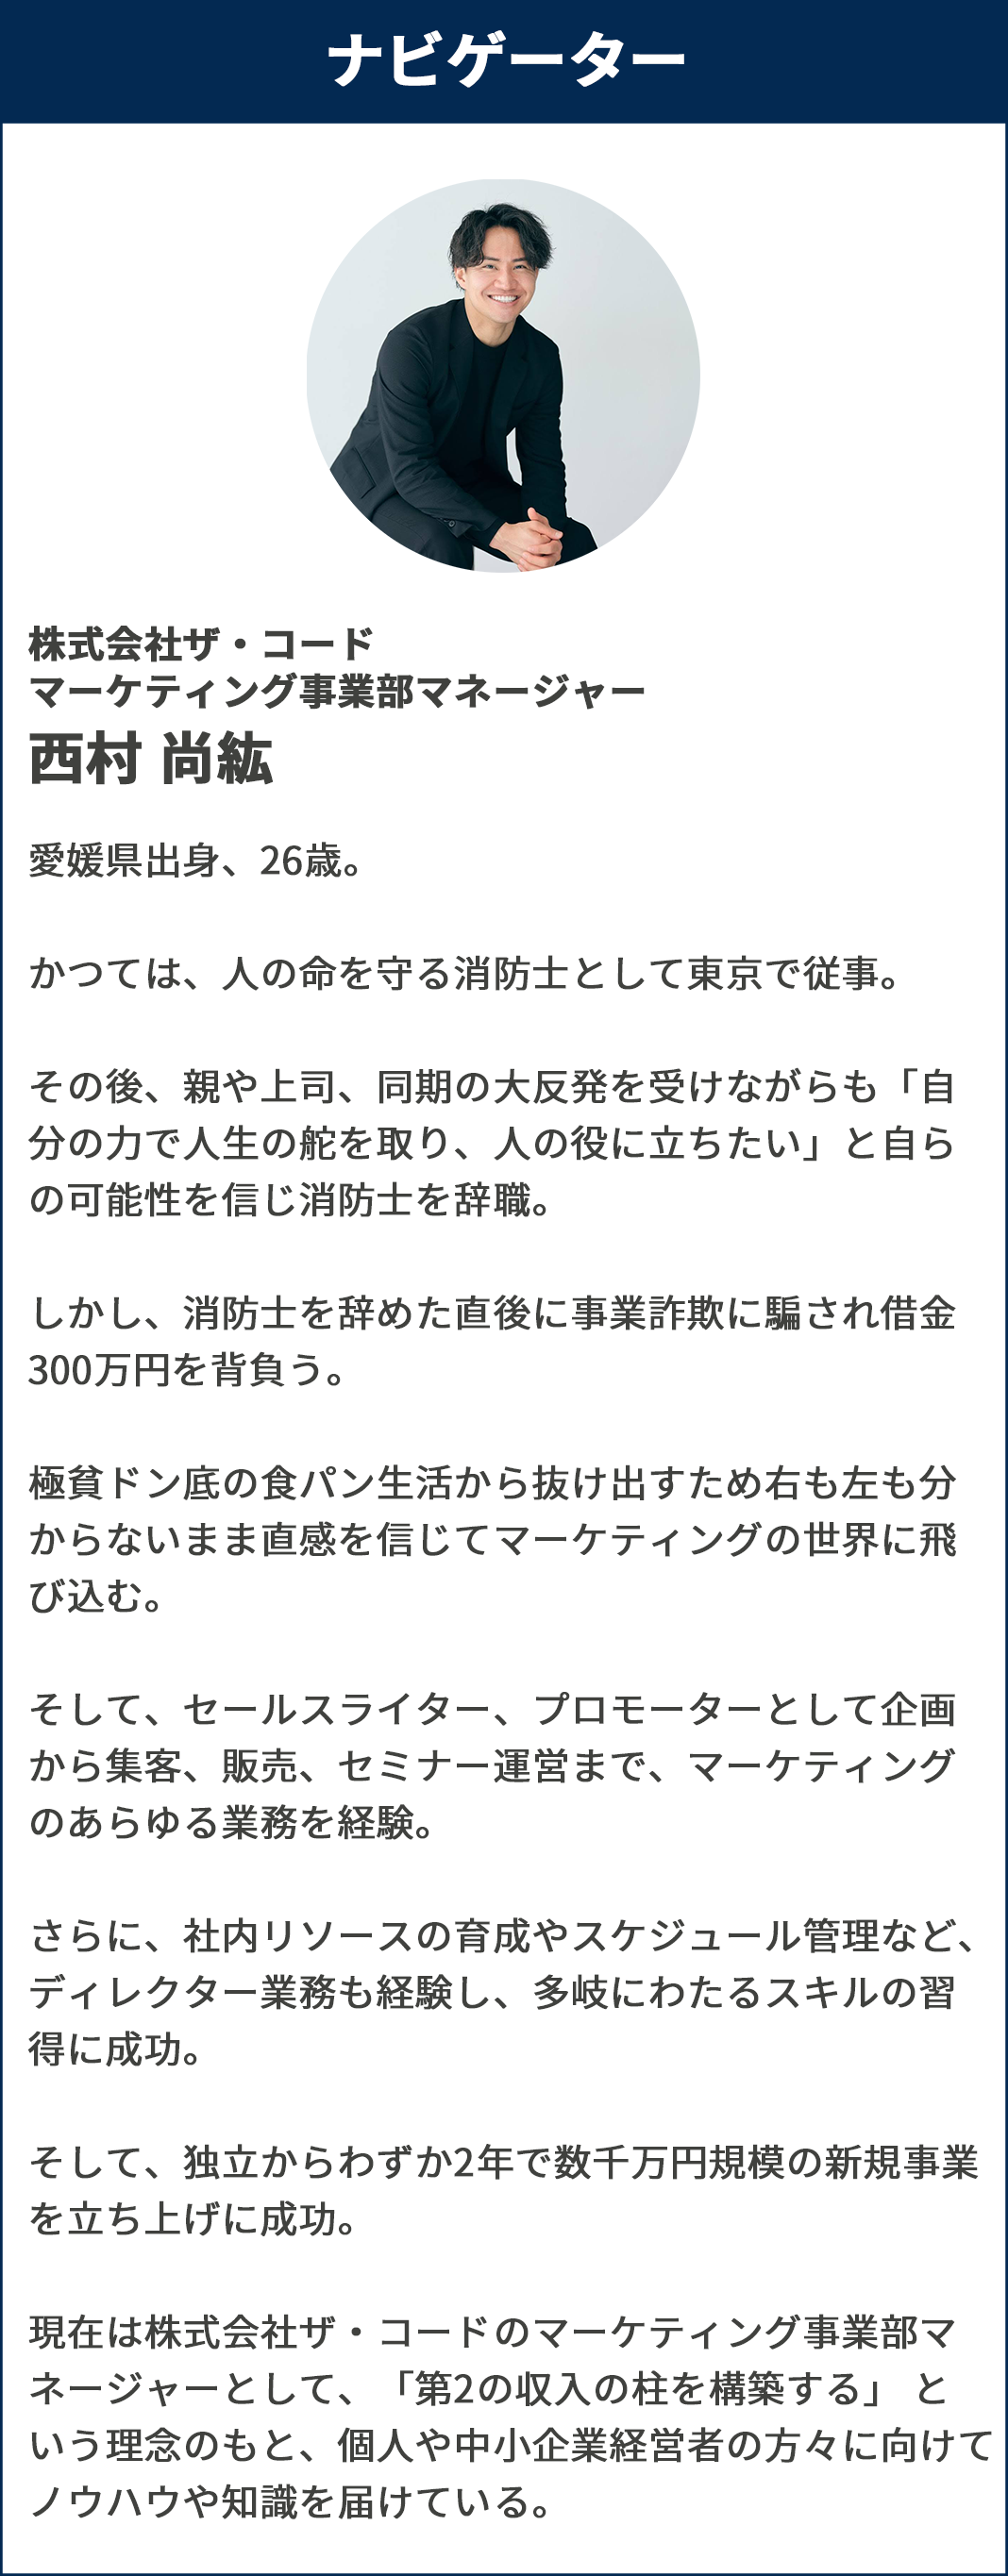 ナビゲーター
株式会社ザ・コード
マーケティング事業部マネージャー
西村 尚紘
愛媛県出身、26歳。
かつては、人の命を守る消防士として東京で従事。
その後、親や上司、同期の大反発を受けながらも「自
分の力で人生の舵を取り、人の役に立ちたい」と自ら
の可能性を信じ消防士を辞職。
しかし、消防士を辞めた直後に事業詐欺に騙され借金
300万円を背負う。
極貧ドン底の食パン生活から抜け出すため右も左も分
からないまま直感を信じてマーケティングの世界に飛
び込む。
そして、セールスライター、プロモーターとして企画
から集客、販売、セミナー運営まで、マーケティング
のあらゆる業務を経験。
さらに、社内リソースの育成やスケジュール管理など、
ディレクター業務も経験し、多岐にわたるスキルの習
得に成功。
そして、独立からわずか2年で数千万円規模の新規事業
を立ち上げに成功。
現在は株式会社ザ・コードのマーケティング事業部マ
ネージャーとして、「第2の収入の柱を構築する」 と
いう理念のもと、個人や中小企業経営者の方々に向けて
ノウハウや知識を届けている。